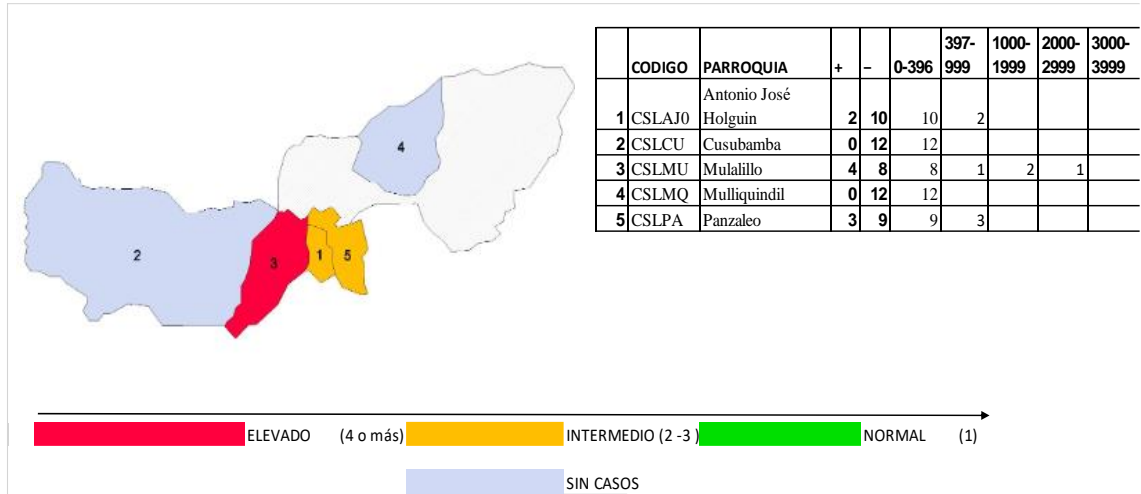 4
2
3
1
5
CODIGO PARROQUIA + – 0-396 397-999 1000-1999 2000-2999 3000-3999
1 CSLAJ0 Antonio José Holguin 2 10 10 2
2 CSLCU Cusubamba 0 12 12
3 CSLMU Mulalillo 4 8 8 1 2 1
4 CSLMQ Mulliquindil 0 12 12
5 CSLPA Panzaleo 3 9 9 3
ELEVADO (4 o más) INTERMEDIO (2 -3 ) NORMAL (1)
SIN CASOS